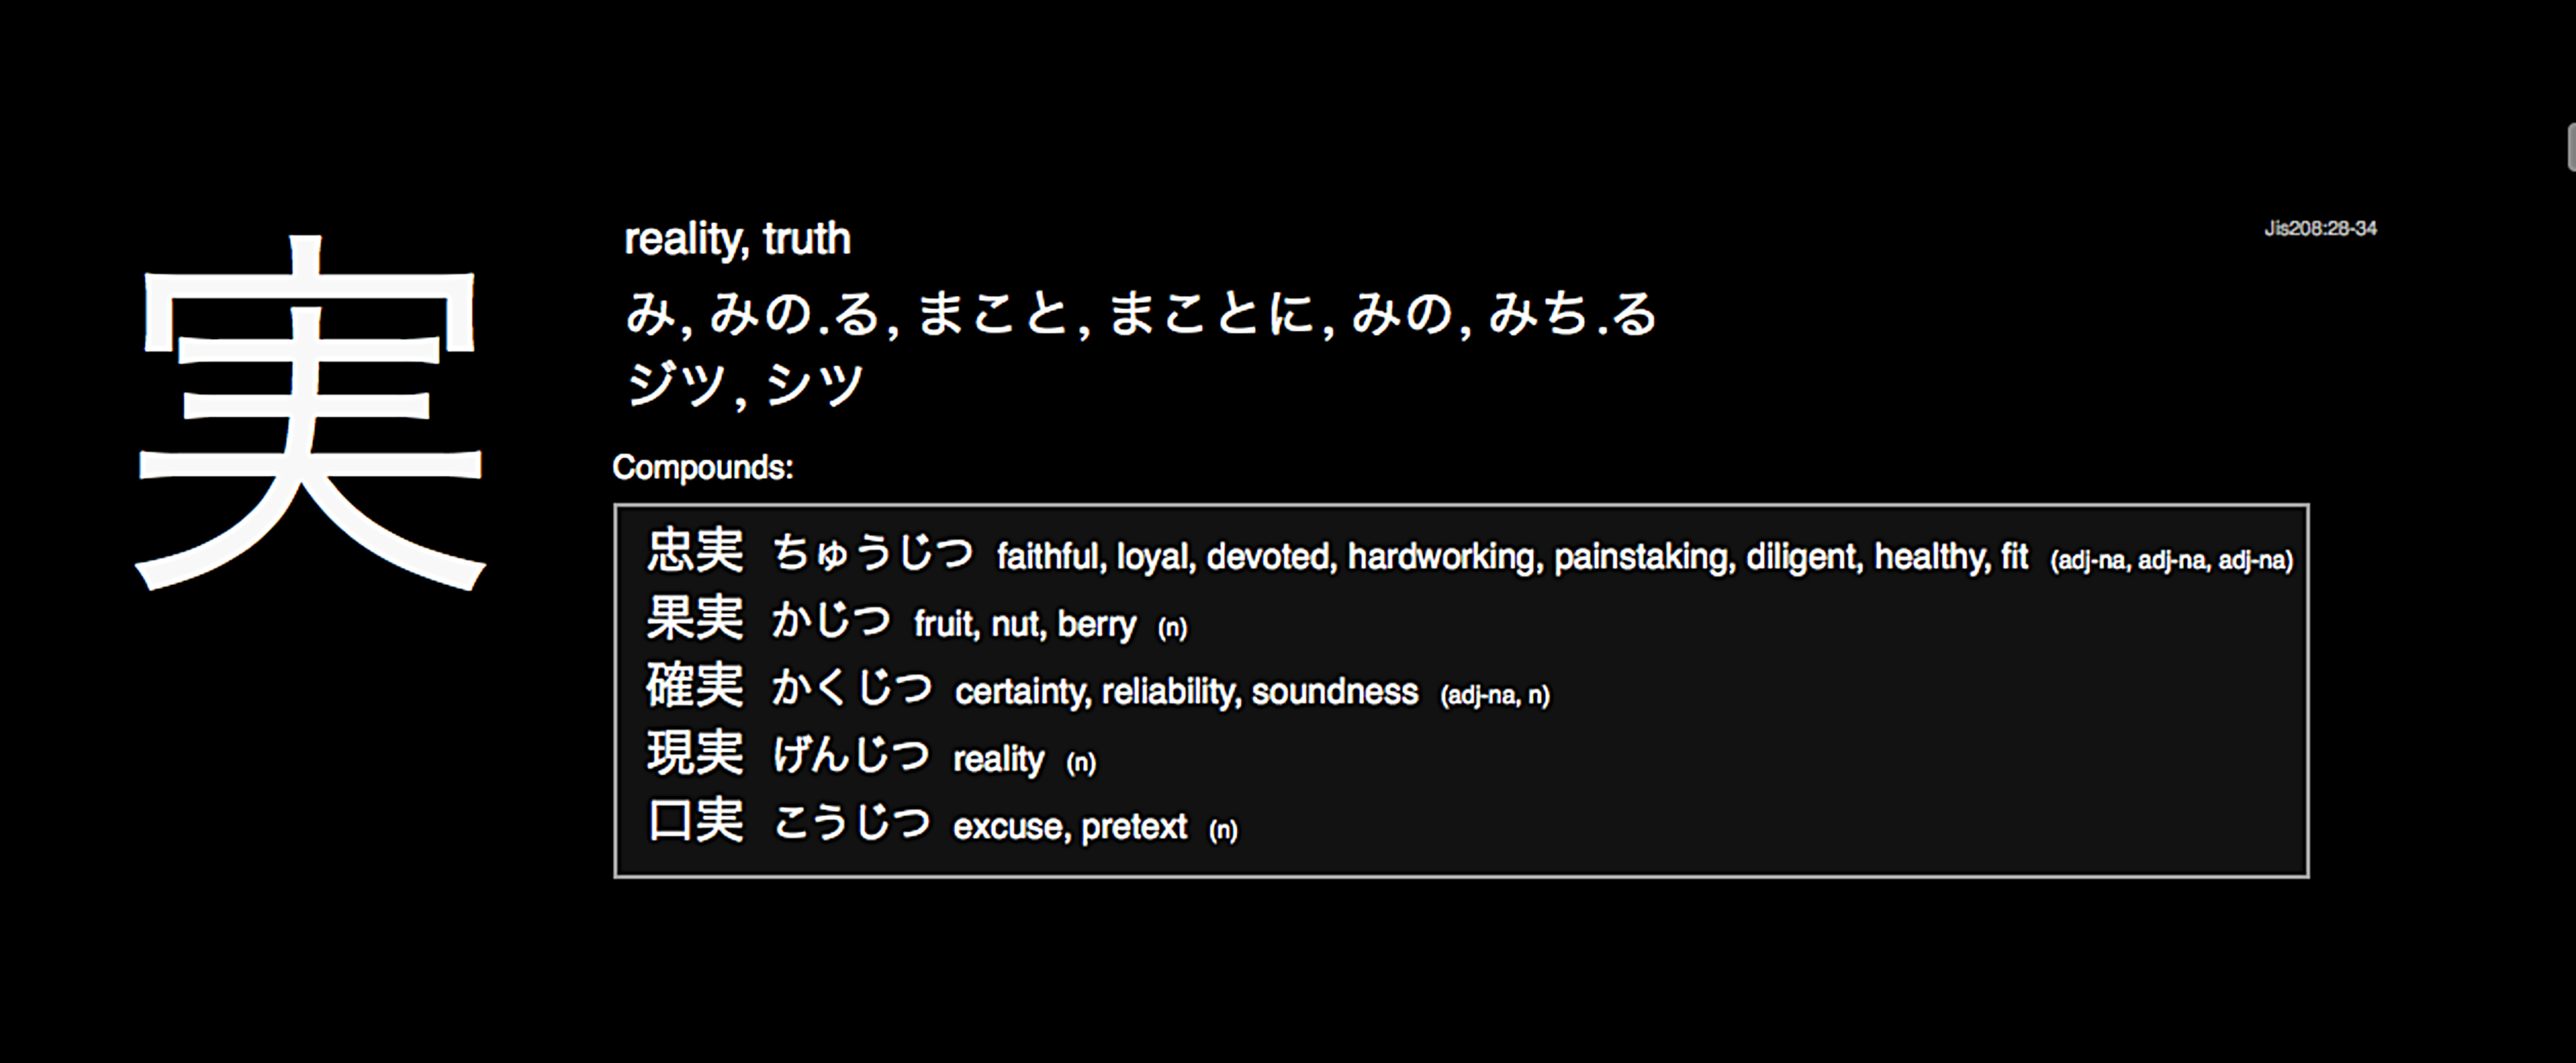 実
reality, truth
Jis208:28-34
み, みの.る, まこと, まことに, みの, みち.る
ジツ, シツ
Compounds:
忠実 ちゅうじつ faithful, loyal, devoted, hardworking, painstaking, diligent, healthy, fit (adj-na, adj-na, adj-na)
果実 かじつ fruit, nut, berry (n)
確実 かくじつ certainty, reliability, soundness (adj-na, n)
現実 げんじつ reality (n)
口実 こうじつ excuse, pretext (n)